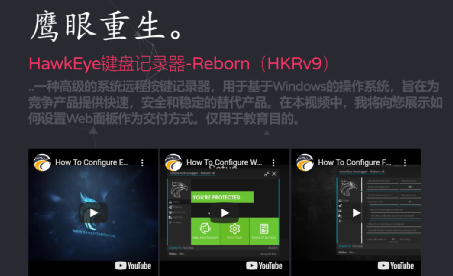 鹰眼重生。
HawkEye键盘记录器-Reborn（HKRv9）
..一种高级的系统远程按键记录器，用于基于Windows的操作系统，旨在为
竞争产品提供快速，安全和稳定的替代产品。在本视频中，我将向您展示如
何设置Web面板作为交付方式。仅用于教育目的。
How To Configure E...
How To Configure W...
How To Configure F...
YOU'RE PROTECTED
YouTube
YouTube
YouTube